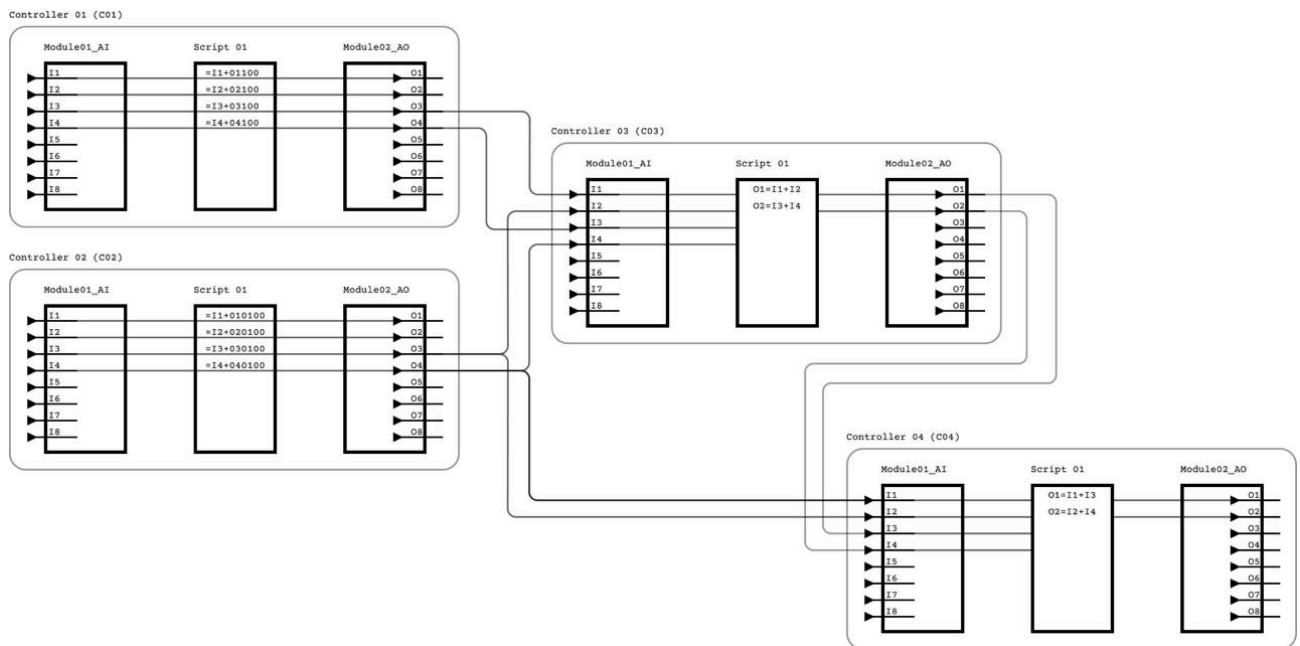 Controller 01 (C01)
Module01_AI
Script 01
Module02_AO
I1
I2
I3
I4
I5
I6
I7
I8
=I1+01100
=I2+02100
=I3+03100
=I4+04100
O1
O2
O3
O4
O5
O6
O7
O8
Controller 02 (C02)
Module01_AI
Script 01
Module02_AO
I1
I2
I3
I4
I5
I6
I7
I8
=I1+010100
=I2+020100
=I3+030100
=I4+040100
O1
O2
O3
O4
O5
O6
O7
O8
Controller 03 (C03)
Module01_AI
Script 01
Module02_AO
I1
I2
I3
I4
I5
I6
I7
I8
O1=I1+I2
O2=I3+I4
O1
O2
O3
O4
O5
O6
O7
O8
Controller 04 (C04)
Module01_AI
Script 01
Module02_AO
I1
I2
I3
I4
I5
I6
I7
I8
O1=I1+I3
O2=I2+I4
O1
O2
O3
O4
O5
O6
O7
O8